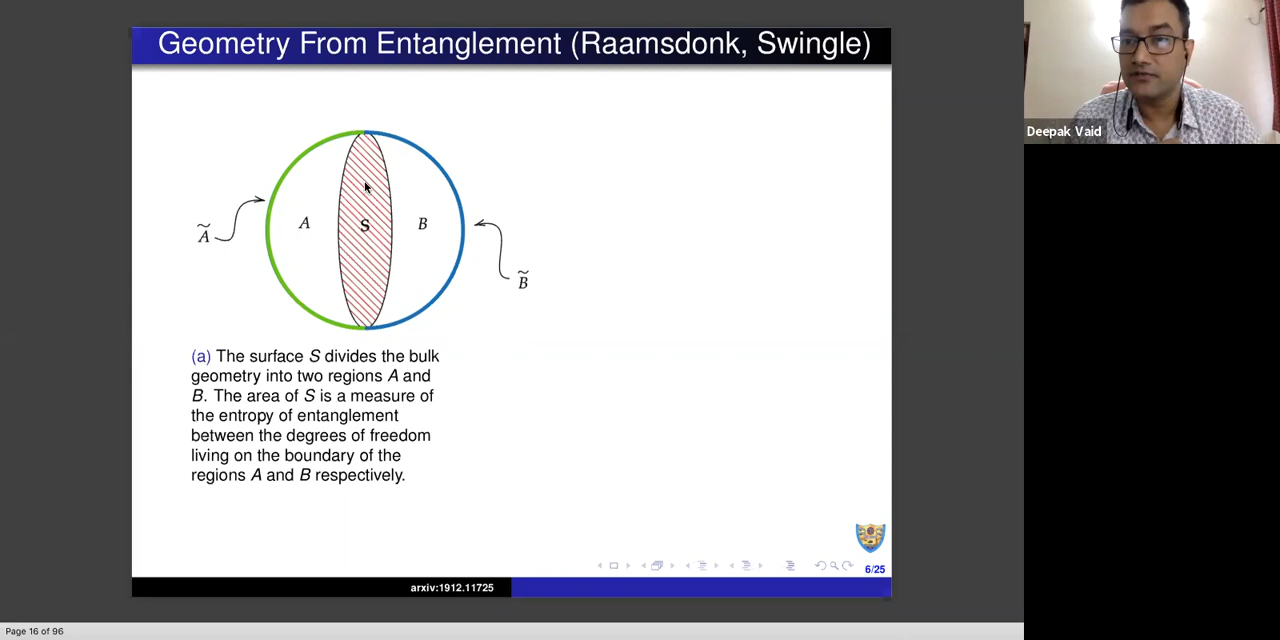 Geometry From Entanglement (Raamsdonk, Swingle)
Deepak Vaid
Ã
A
S
B
B̃
(a) The surface S divides the bulk
geometry into two regions A and
B. The area of S is a measure of
the entropy of entanglement
between the degrees of freedom
living on the boundary of the
regions A and B respectively.
6/25
arxiv:1912.11725
Page 16 of 96